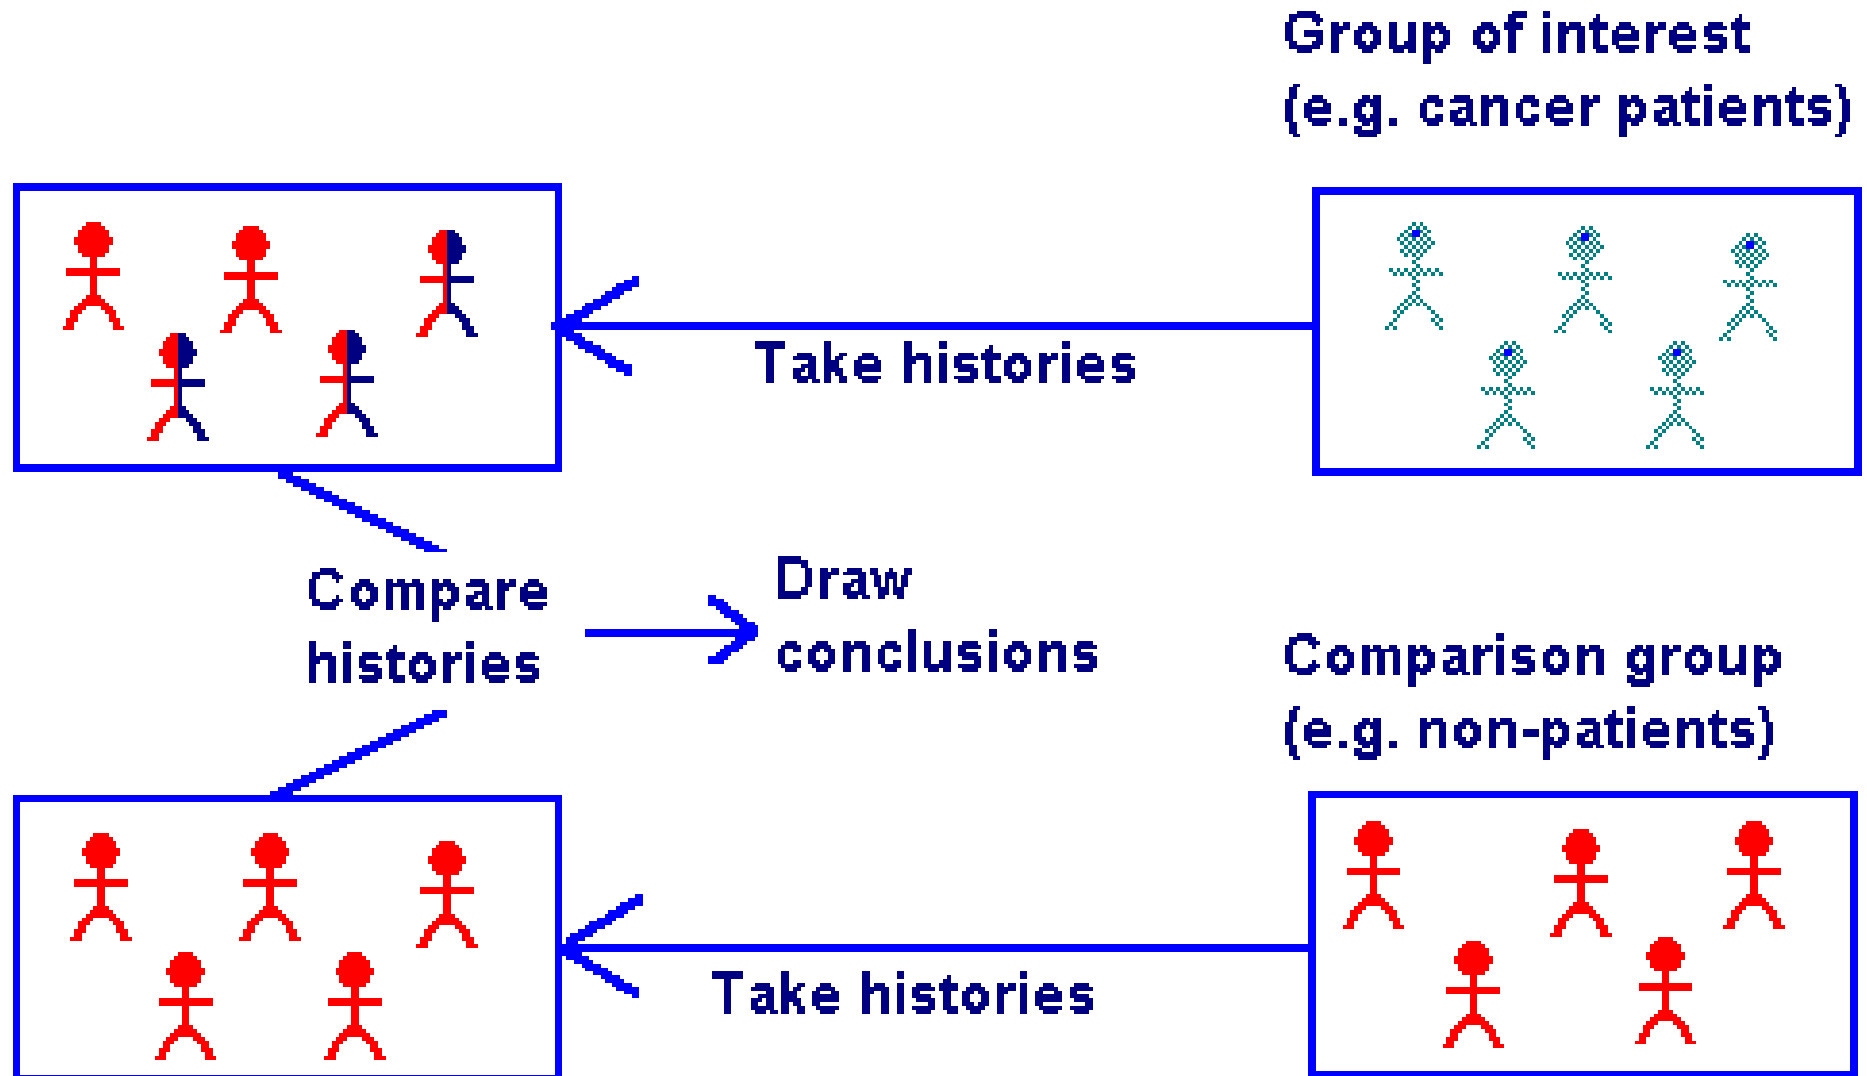 Group of interest
(e.g. cancer patients)
Take histories
Compare
histories
Draw
conclusions
Comparison group
(e.g. non-patients)
Take histories